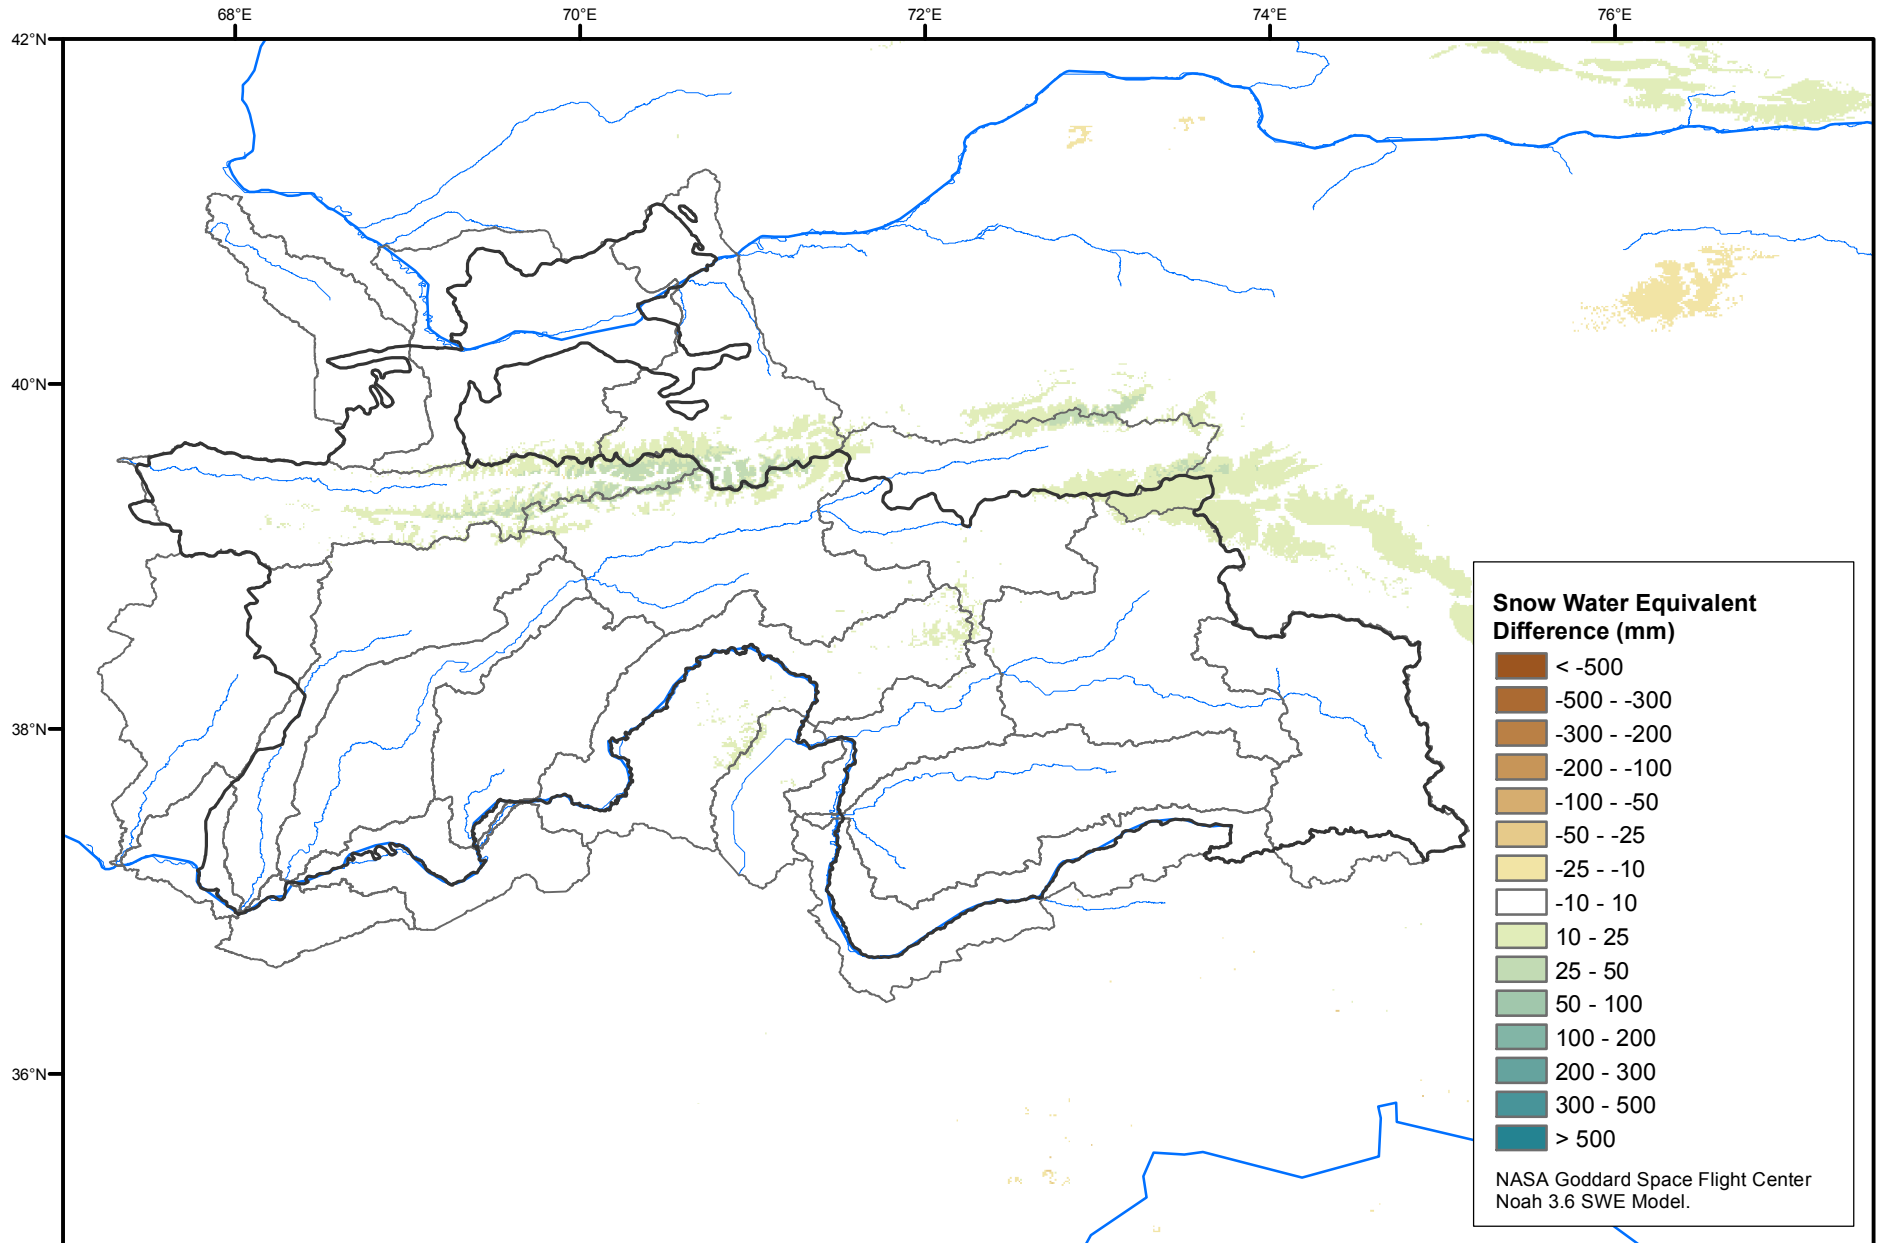 68°E
70°E
72°E
74°E
76°E
42°N
40°N
38°N
36°N
Snow Water Equivalent
Difference (mm)
< -500
-500 - -300
-300 - -200
-200 - -100
-100 - -50
-50 - -25
-25 - -10
-10 - 10
10 - 25
25 - 50
50 - 100
100 - 200
200 - 300
300 - 500
> 500
NASA Goddard Space Flight Center
Noah 3.6 SWE Model.